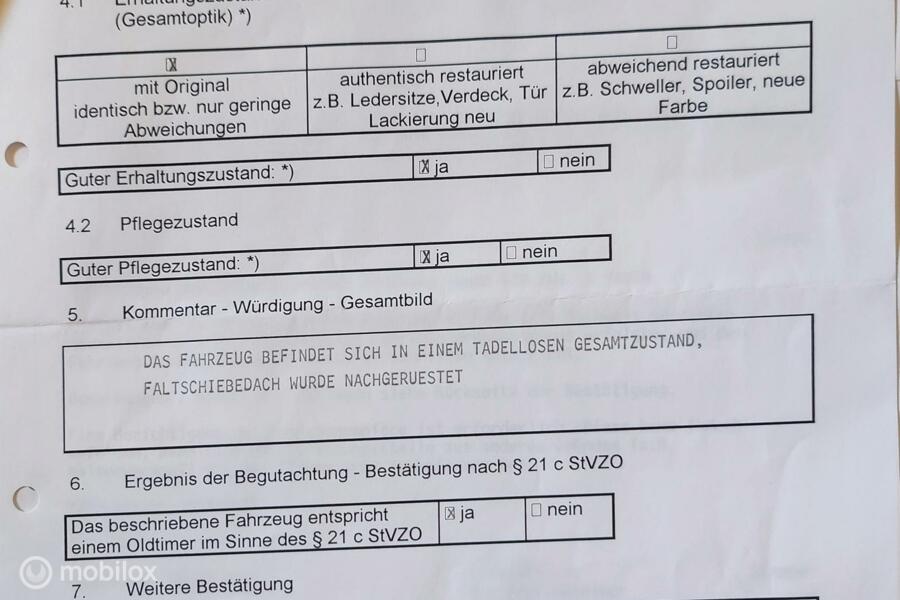 4.1
(Gesamtoptik) *)
☒ ☐ ☐
mit Original
identisch bzw. nur geringe
Abweichungen
authentisch restauriert
z.B. Ledersitze,Verdeck, Tür
Lackierung neu
abweichend restauriert
z.B. Schweller, Spoiler, neue
Farbe
Guter Erhaltungszustand: *) ☒ ja ☐ nein
4.2 Pflegezustand
Guter Pflegezustand: *) ☒ ja ☐ nein
5. Kommentar - Würdigung - Gesamtbild
DAS FAHRZEUG BEFINDET SICH IN EINEM TADELLOSEN GESAMTZUSTAND,
FALTSCHIEBEDACH WURDE NACHGERUESTET
6. Ergebnis der Begutachtung - Bestätigung nach § 21 c StVZO
Das beschriebene Fahrzeug entspricht ☒ ja ☐ nein
einem Oldtimer im Sinne des § 21 c StVZO
7. Weitere Bestätigung
mobilox